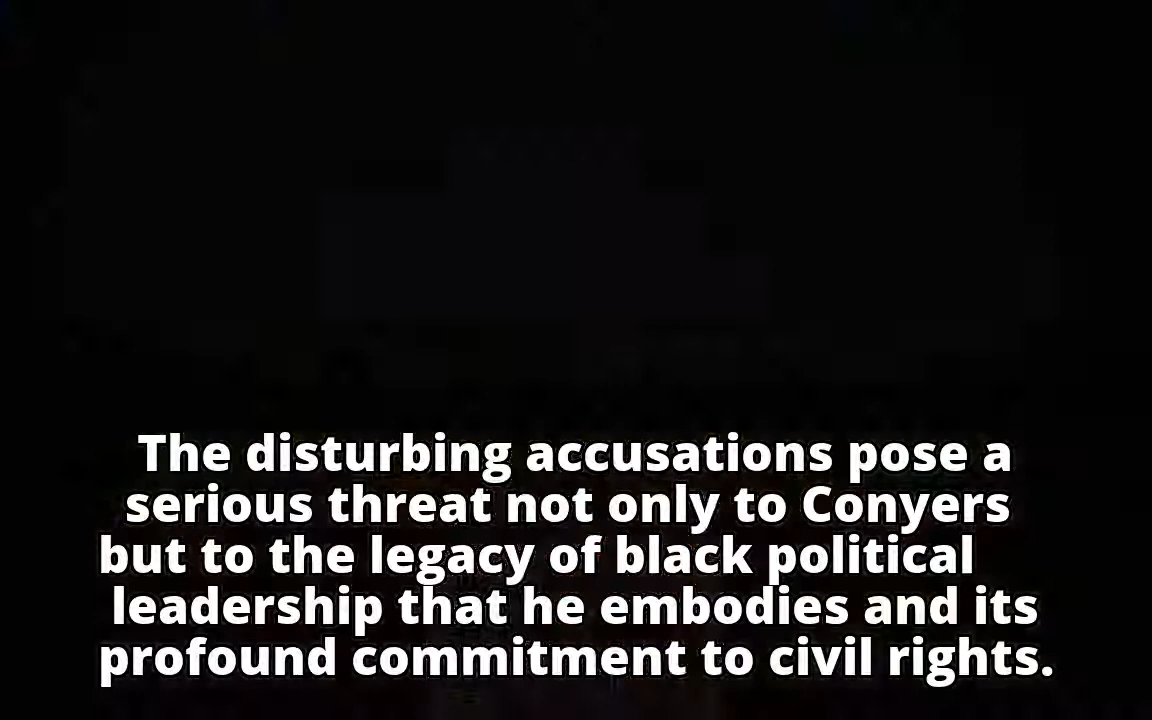 The disturbing accusations pose a
serious threat not only to Conyers
but to the legacy of black political
leadership that he embodies and its
profound commitment to civil rights.